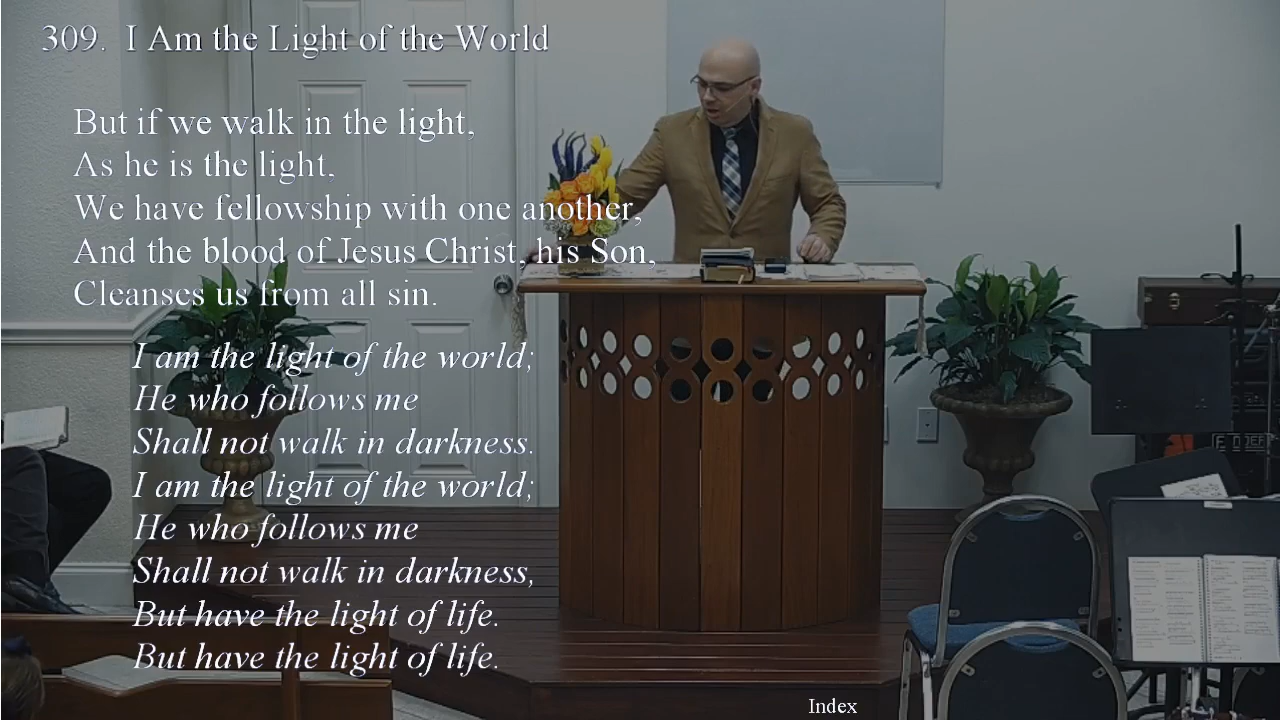 309. I Am the Light of the World
But if we walk in the light,
As he is the light,
We have fellowship with one another,
And the blood of Jesus Christ, his Son,
Cleanses us from all sin.
I am the light of the world;
He who follows me
Shall not walk in darkness.
I am the light of the world;
He who follows me
Shall not walk in darkness,
But have the light of life.
But have the light of life.
FENDER
Index